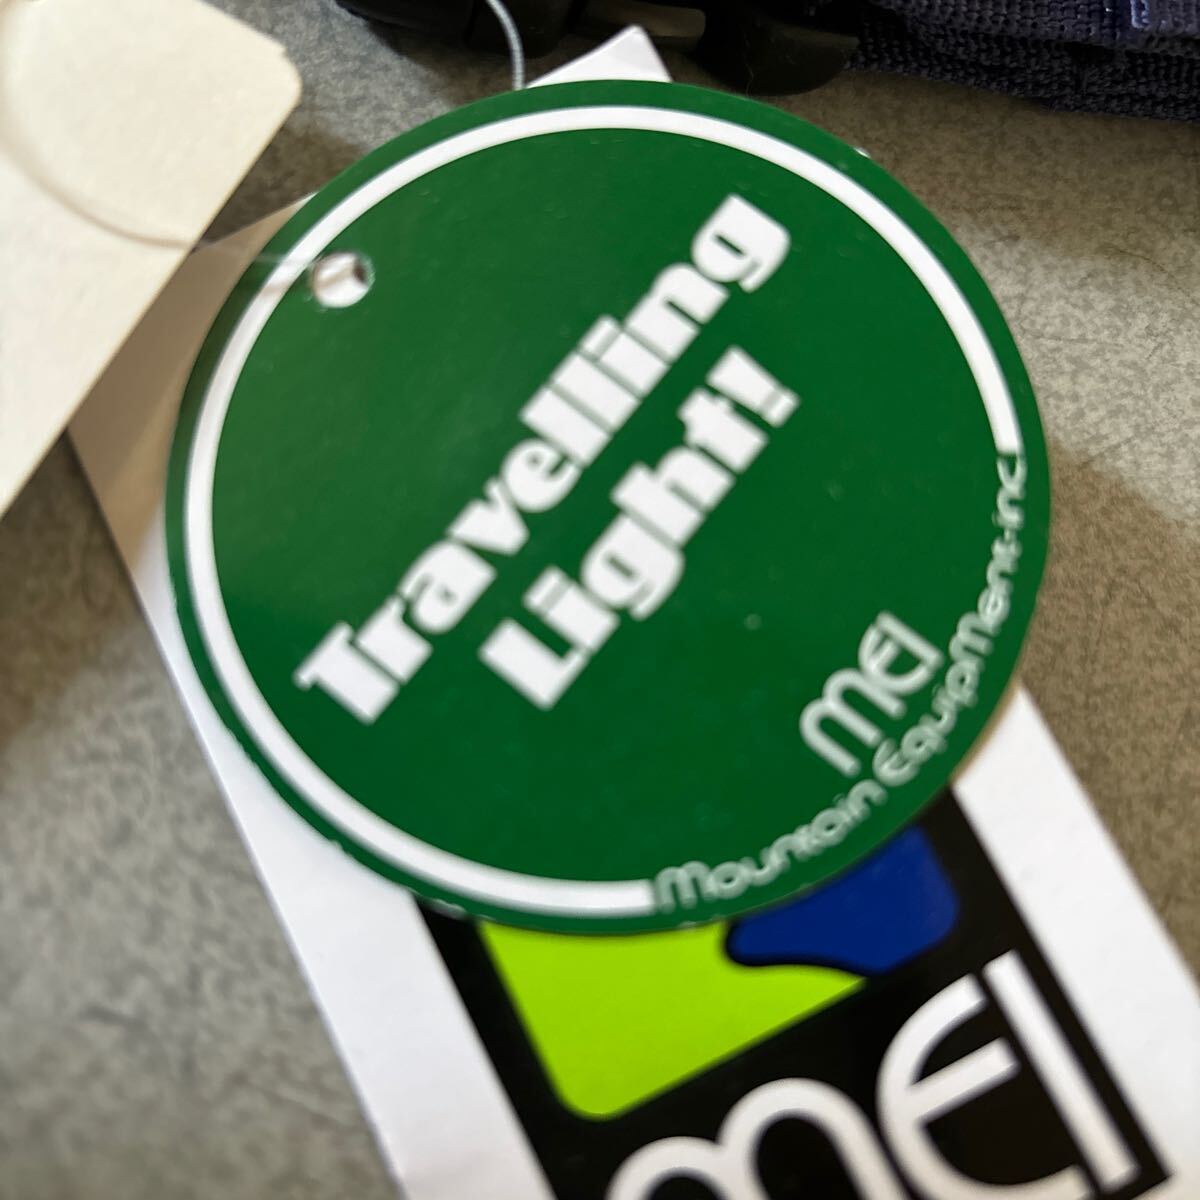 Travelling
Light!
MEI
Mountain EquipMent-inc.
MEI